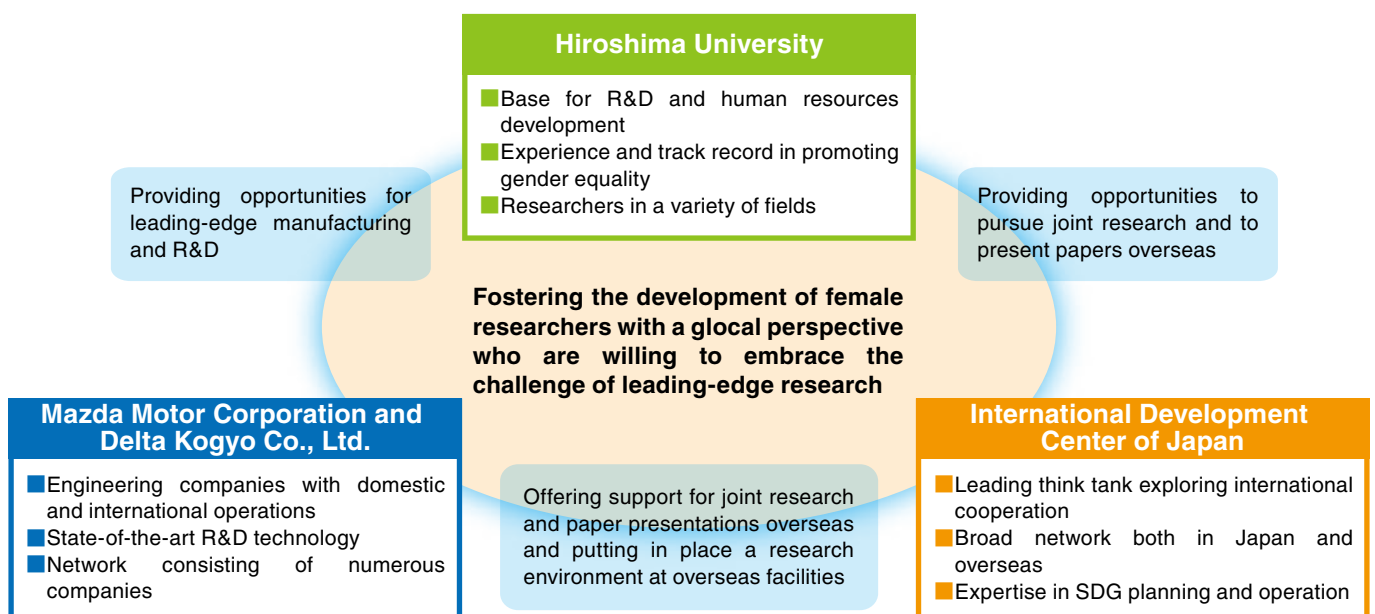 Hiroshima University
■Base for R&D and human resources
development
■Experience and track record in promoting
gender equality
■Researchers in a variety of fields
Providing opportunities for
leading-edge manufacturing
and R&D
Providing opportunities to
pursue joint research and to
present papers overseas
Fostering the development of female
researchers with a glocal perspective
who are willing to embrace the
challenge of leading-edge research
Mazda Motor Corporation and
Delta Kogyo Co., Ltd.
■Engineering companies with domestic
and international operations
■State-of-the-art R&D technology
■Network consisting of numerous
companies
Offering support for joint research
and paper presentations overseas
and putting in place a research
environment at overseas facilities
International Development
Center of Japan
■Leading think tank exploring international
cooperation
■Broad network both in Japan and
overseas
■Expertise in SDG planning and operation